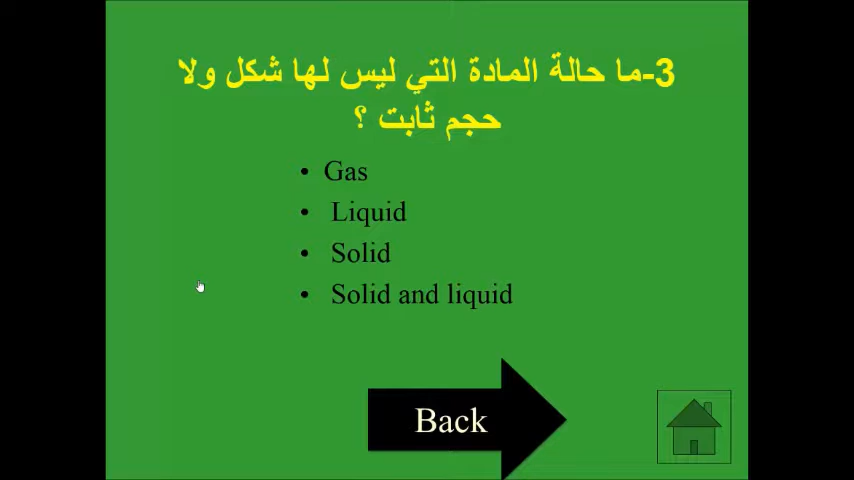 3-ما حالة المادة التي ليس لها شكل ولا
حجم ثابت ؟
• Gas
• Liquid
• Solid
• Solid and liquid
Back